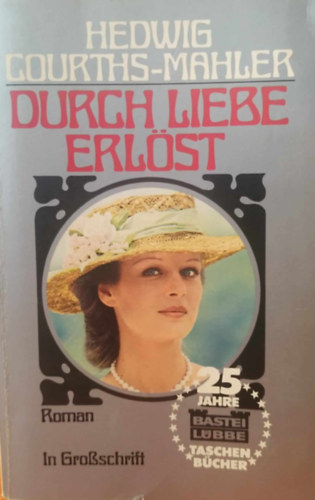 HEDWIG
COURTHS-MAHLER
DURCH LIEBE
ERLÖST
25
JAHRE
BASTEI
LÜBBE
TASCHEN
BÜCHER
Roman
In Großschrift